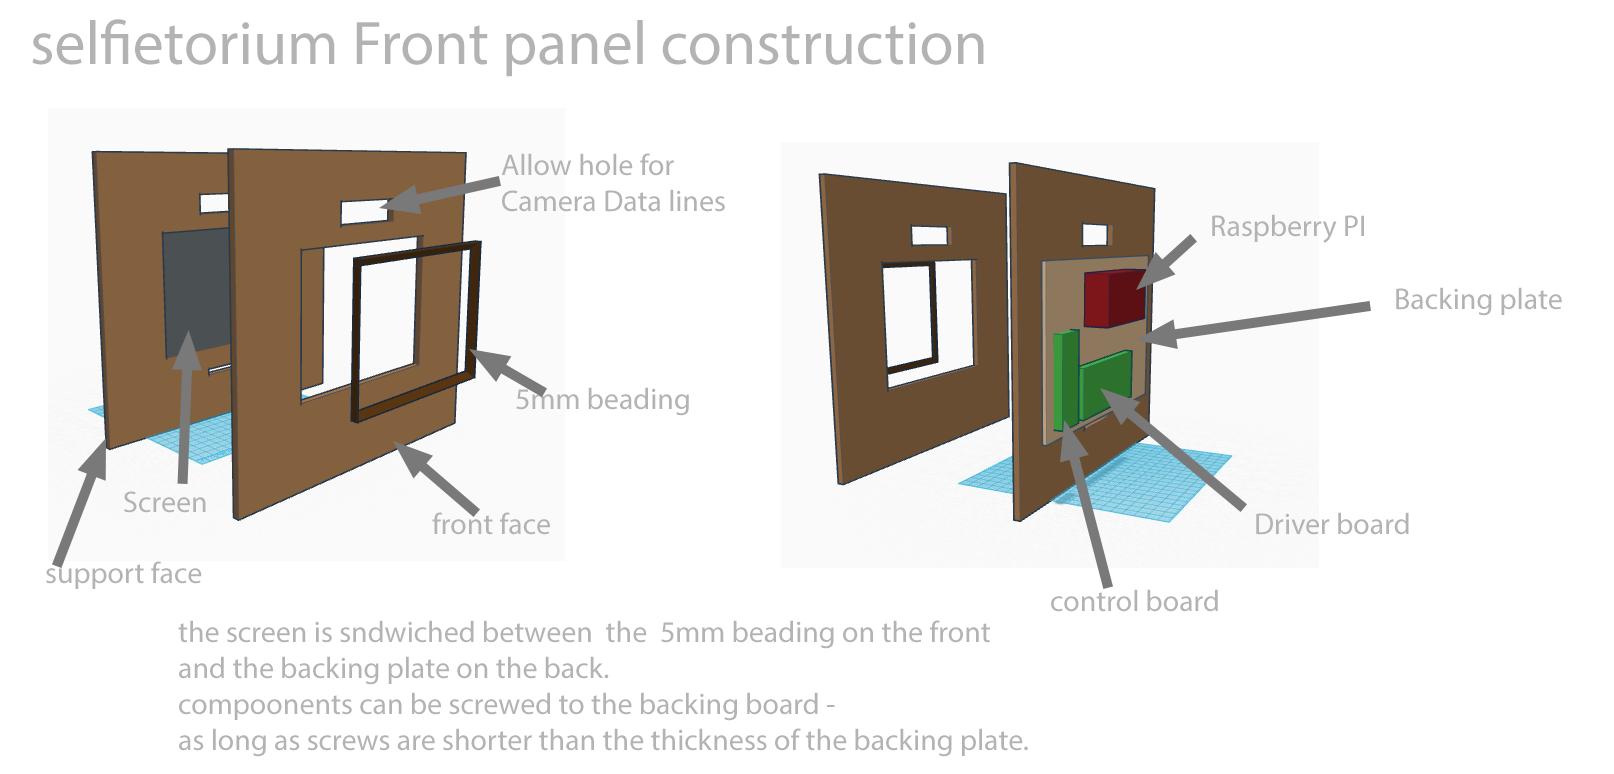 selfietorium Front panel construction
Allow hole for
Camera Data lines
5mm beading
Screen
front face
support face
Raspberry PI
Backing plate
Driver board
control board
the screen is sndwiched between the 5mm beading on the front
and the backing plate on the back.
compoonents can be screwed to the backing board -
as long as screws are shorter than the thickness of the backing plate.